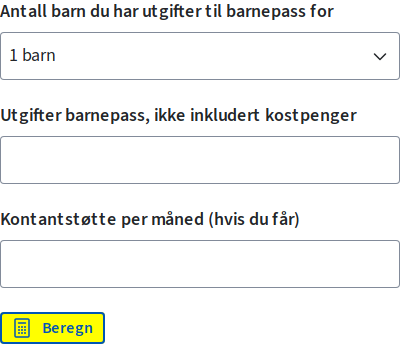 Antall barn du har utgifter til barnepass for
1 barn
Utgifter barnepass, ikke inkludert kostpenger
Kontantstøtte per måned (hvis du får)
Beregn